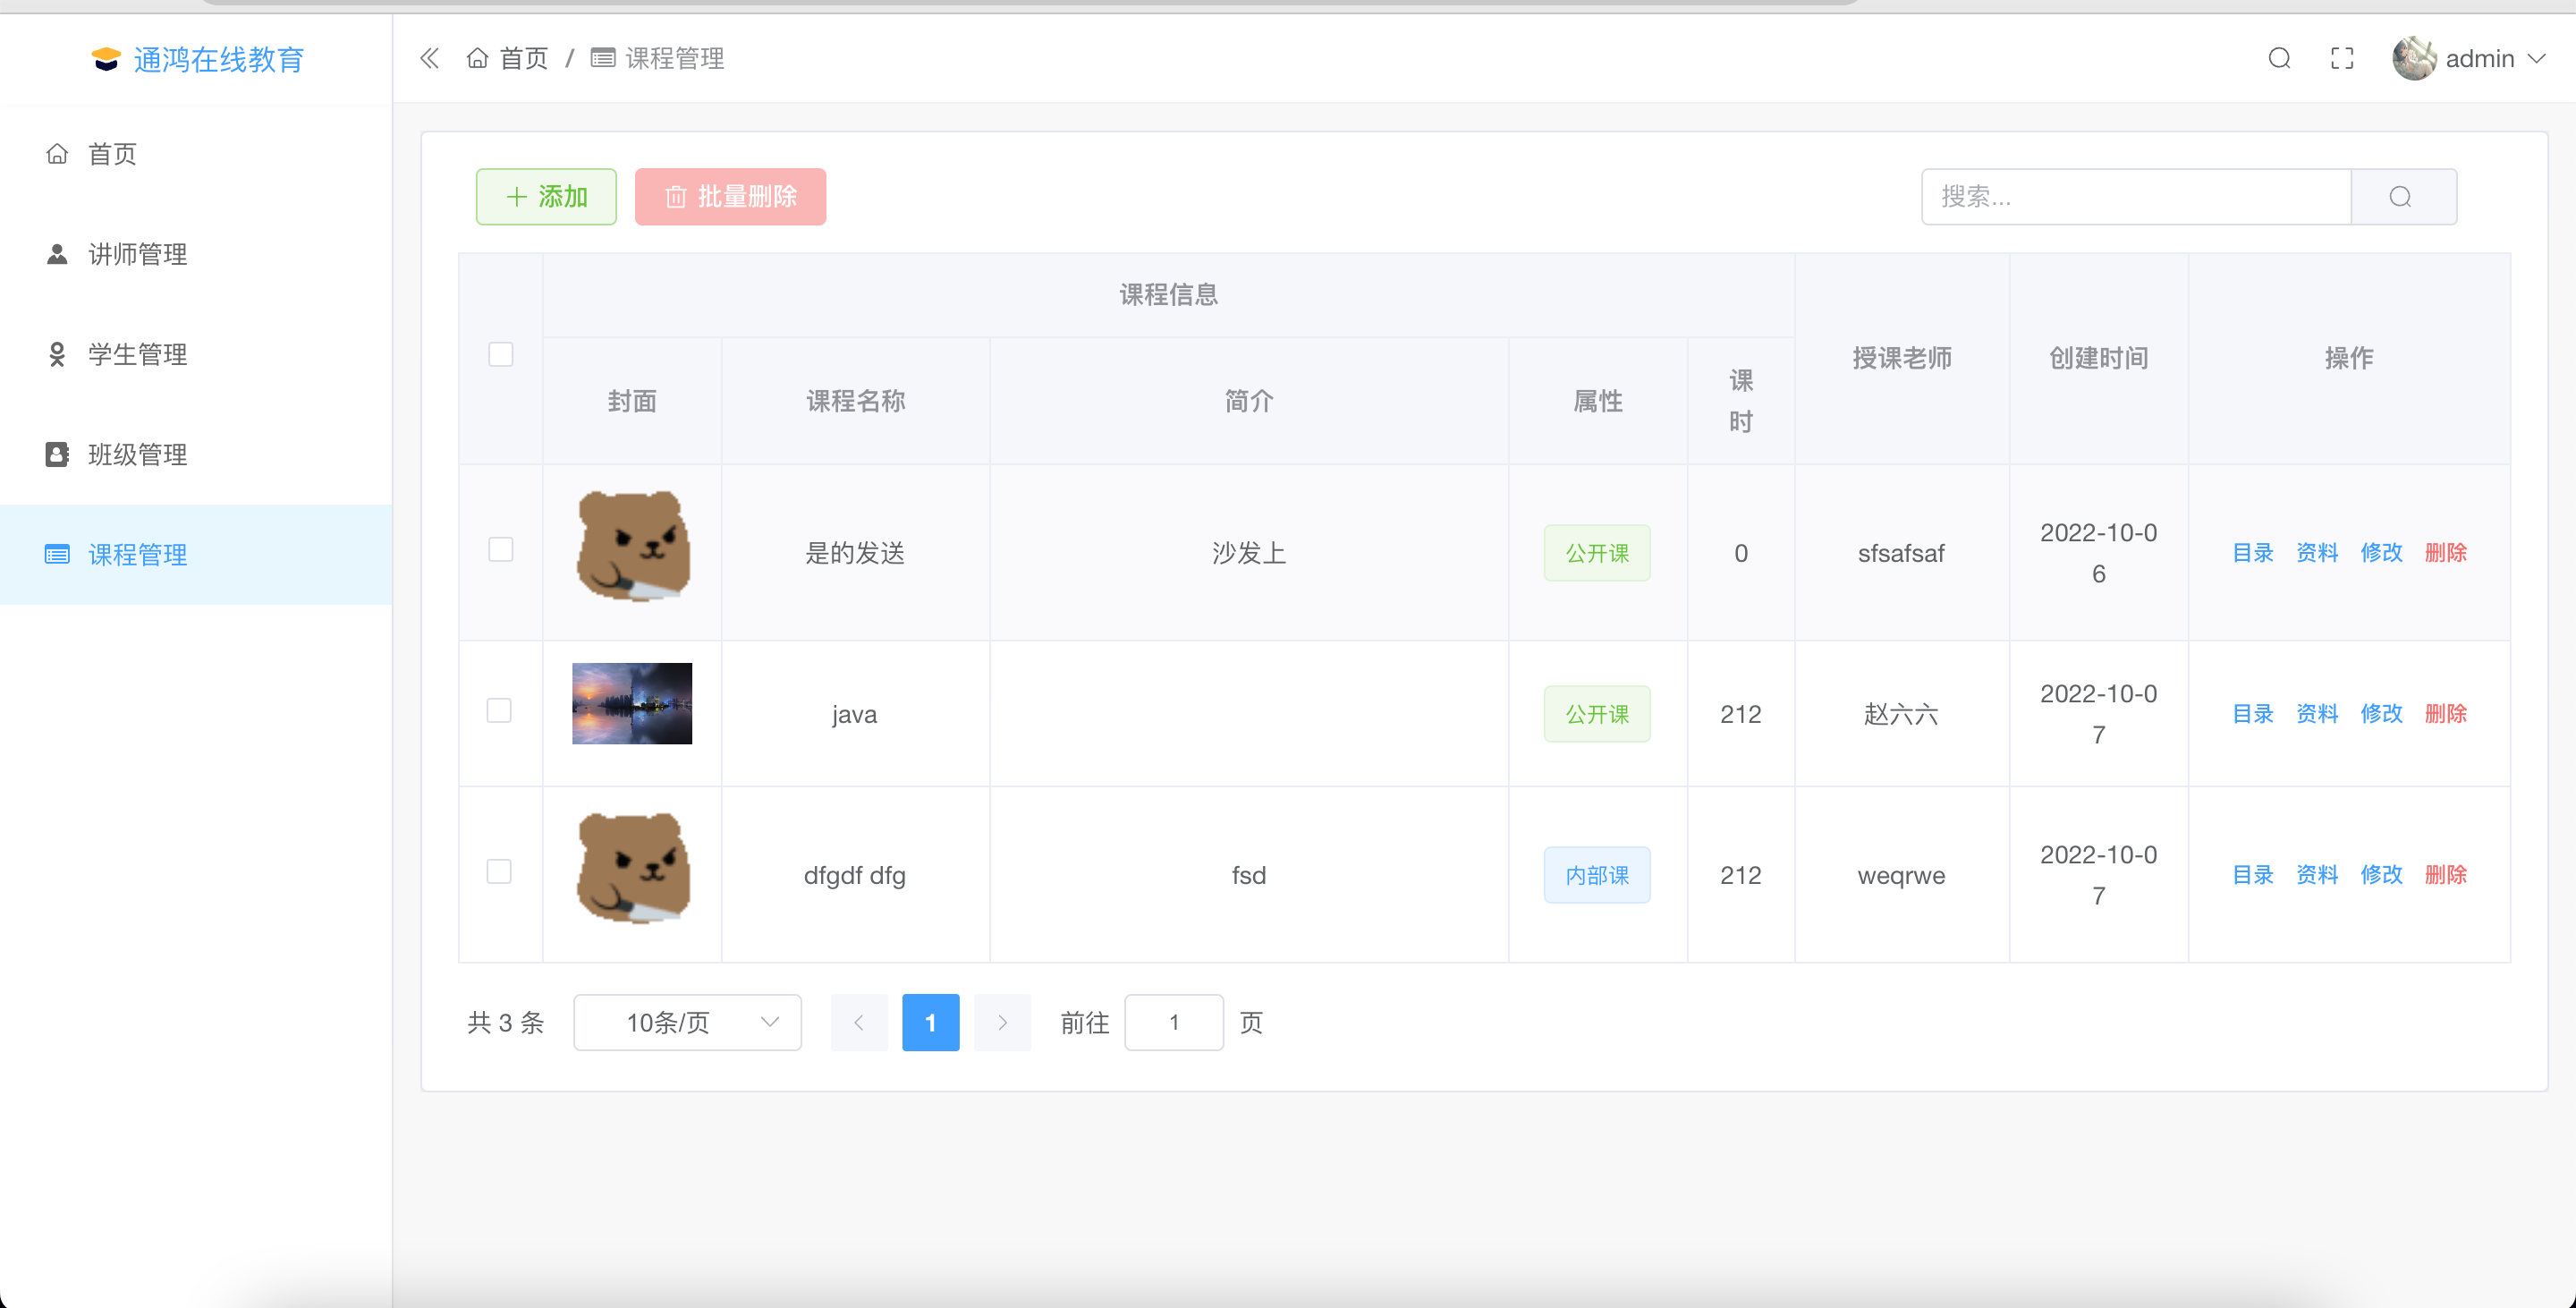 通鸿在线教育
首页 / 课程管理
admin
首页
讲师管理
学生管理
班级管理
课程管理
添加
批量删除
搜索...
课程信息
授课老师
创建时间
操作
封面
课程名称
简介
属性
课
时
是的发送
沙发上
公开课
0
sfsafsaf
2022-10-0
6
目录 资料 修改 删除
java
公开课
212
赵六六
2022-10-0
7
目录 资料 修改 删除
dfgdf dfg
fsd
内部课
212
weqrwe
2022-10-0
7
目录 资料 修改 删除
共 3 条
10条/页
1
前往
1
页